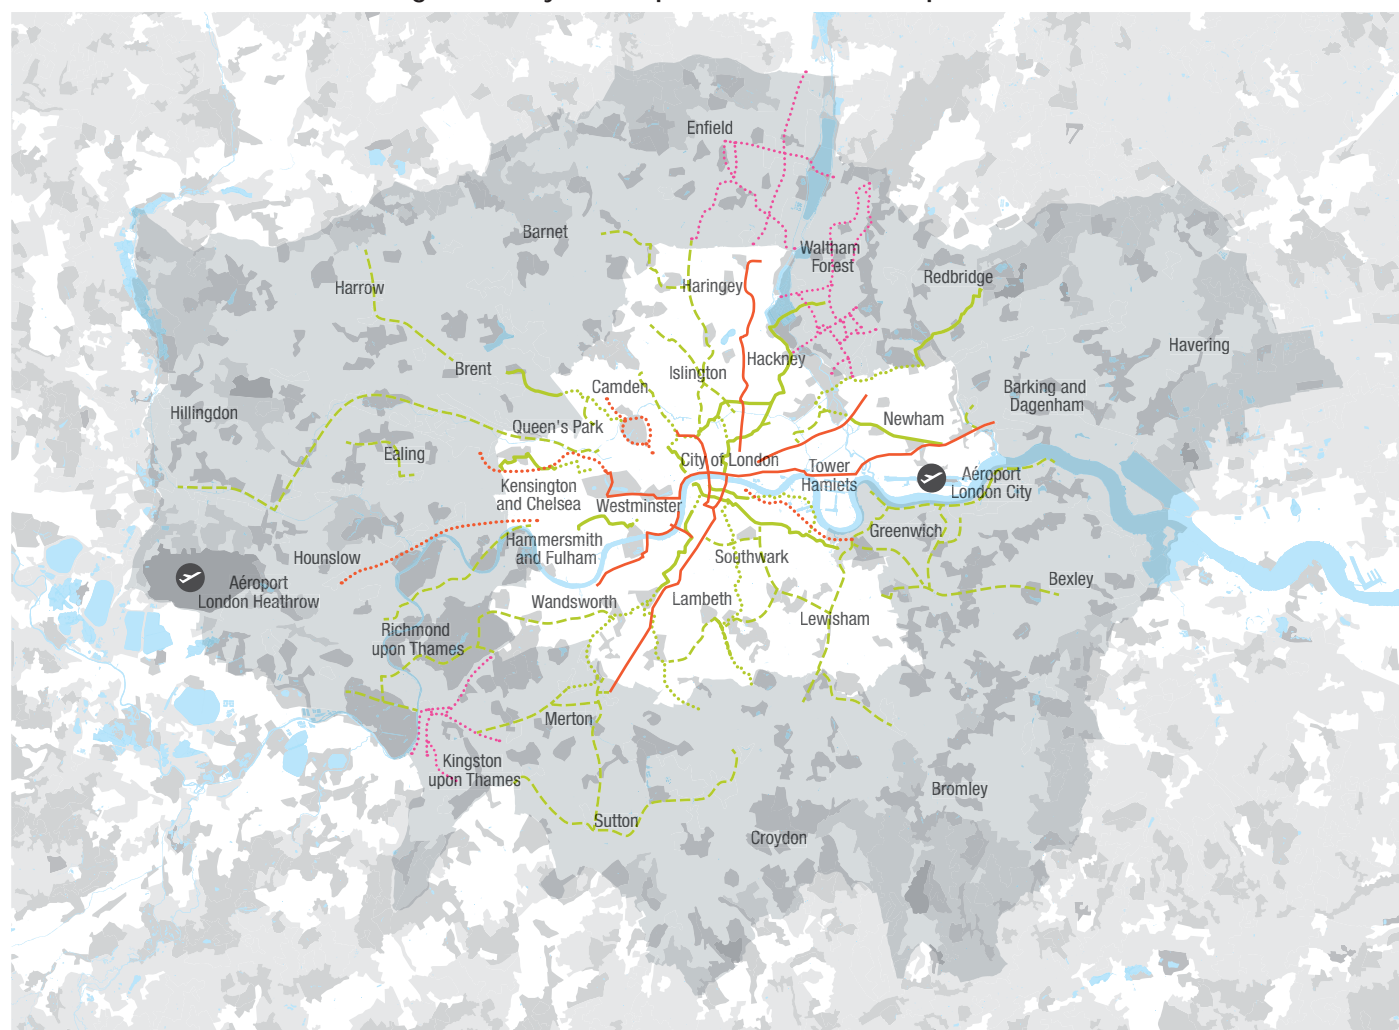 Enfield
Barnet
Waltham
Forest
Redbridge
Harrow
Haringey
Havering
Hackney
Brent
Islington
Camden
Barking and
Dagenham
Hillingdon
Newham
Queen's Park
Ealing
City of London
Tower
Hamlets
Aéroport
London City
Kensington
and Chelsea
Westminster
Greenwich
Hammersmith
and Fulham
Hounslow
Southwark
Aéroport
London Heathrow
Bexley
Wandsworth
Lambeth
Lewisham
Richmond
upon Thames
Merton
Kingston
upon Thames
Bromley
Sutton
Croydon